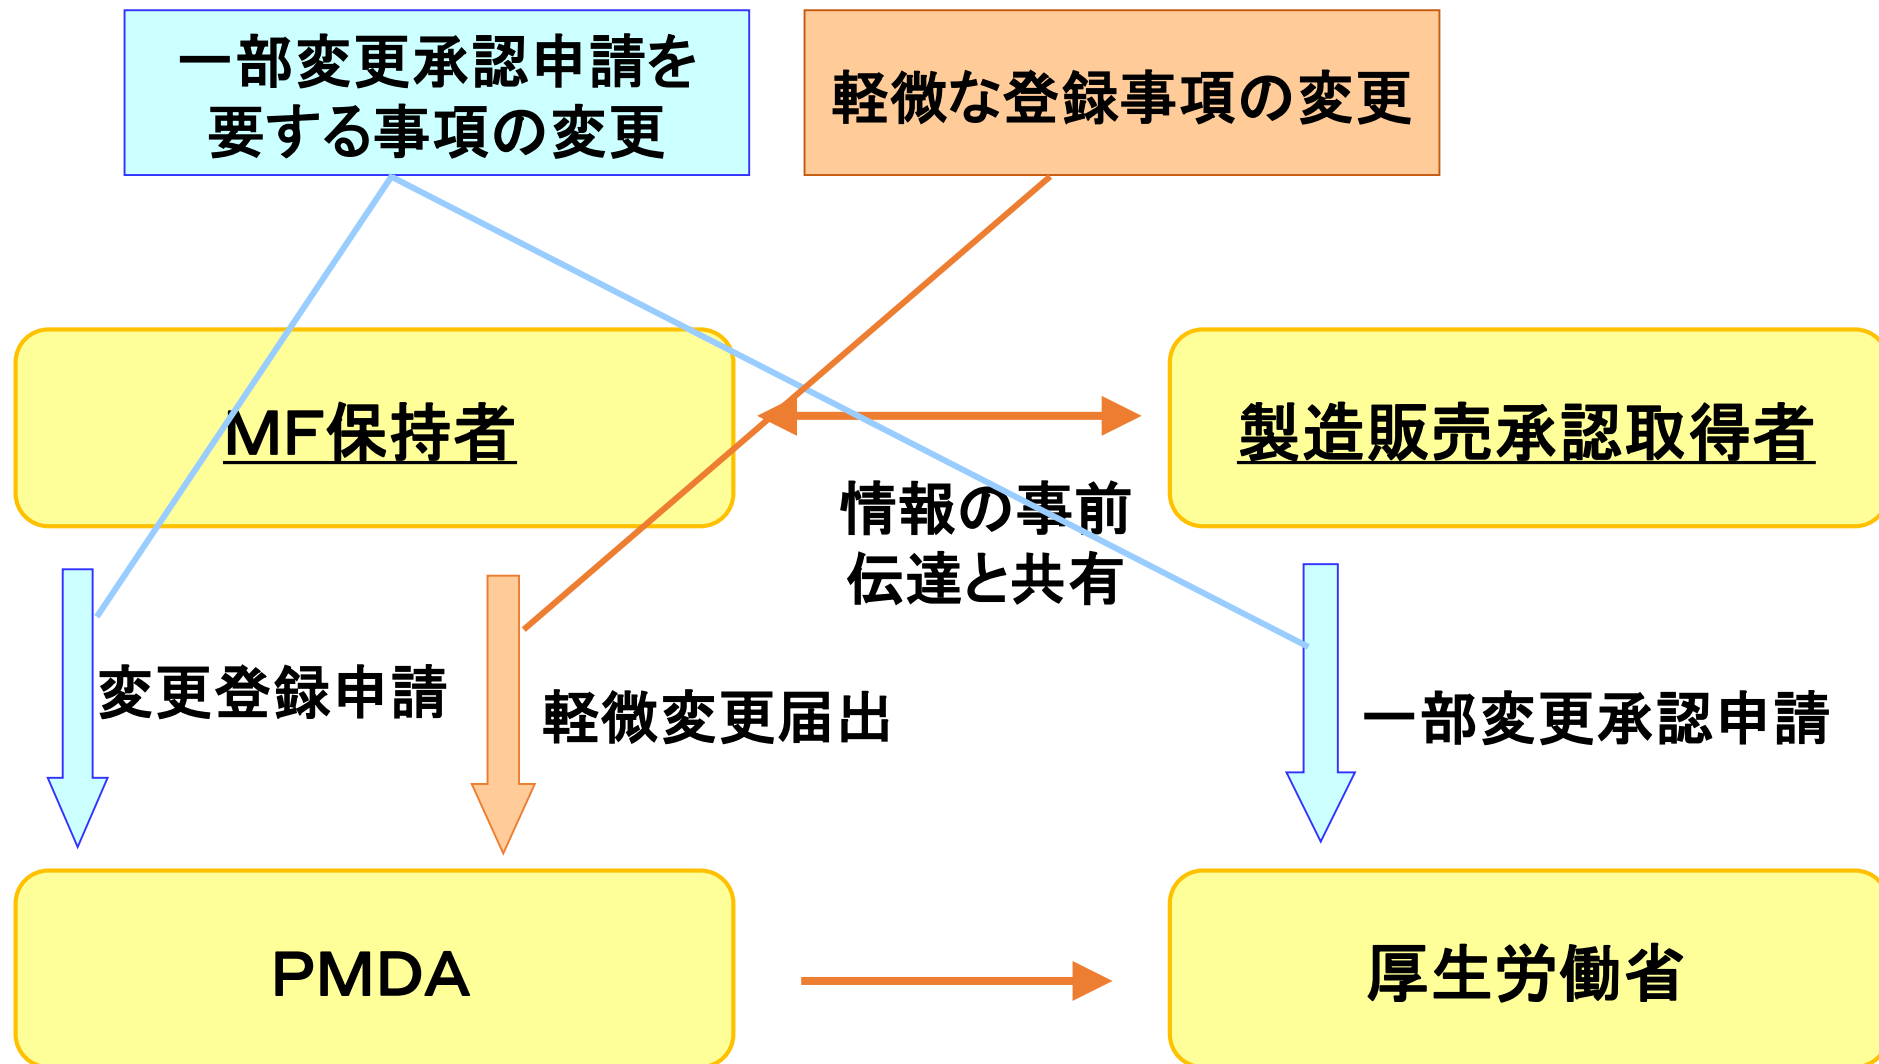 一部変更承認申請を
要する事項の変更
軽微な登録事項の変更
ＭＦ保持者
製造販売承認取得者
情報の事前
伝達と共有
変更登録申請
軽微変更届出
一部変更承認申請
ＰＭＤＡ
厚生労働省